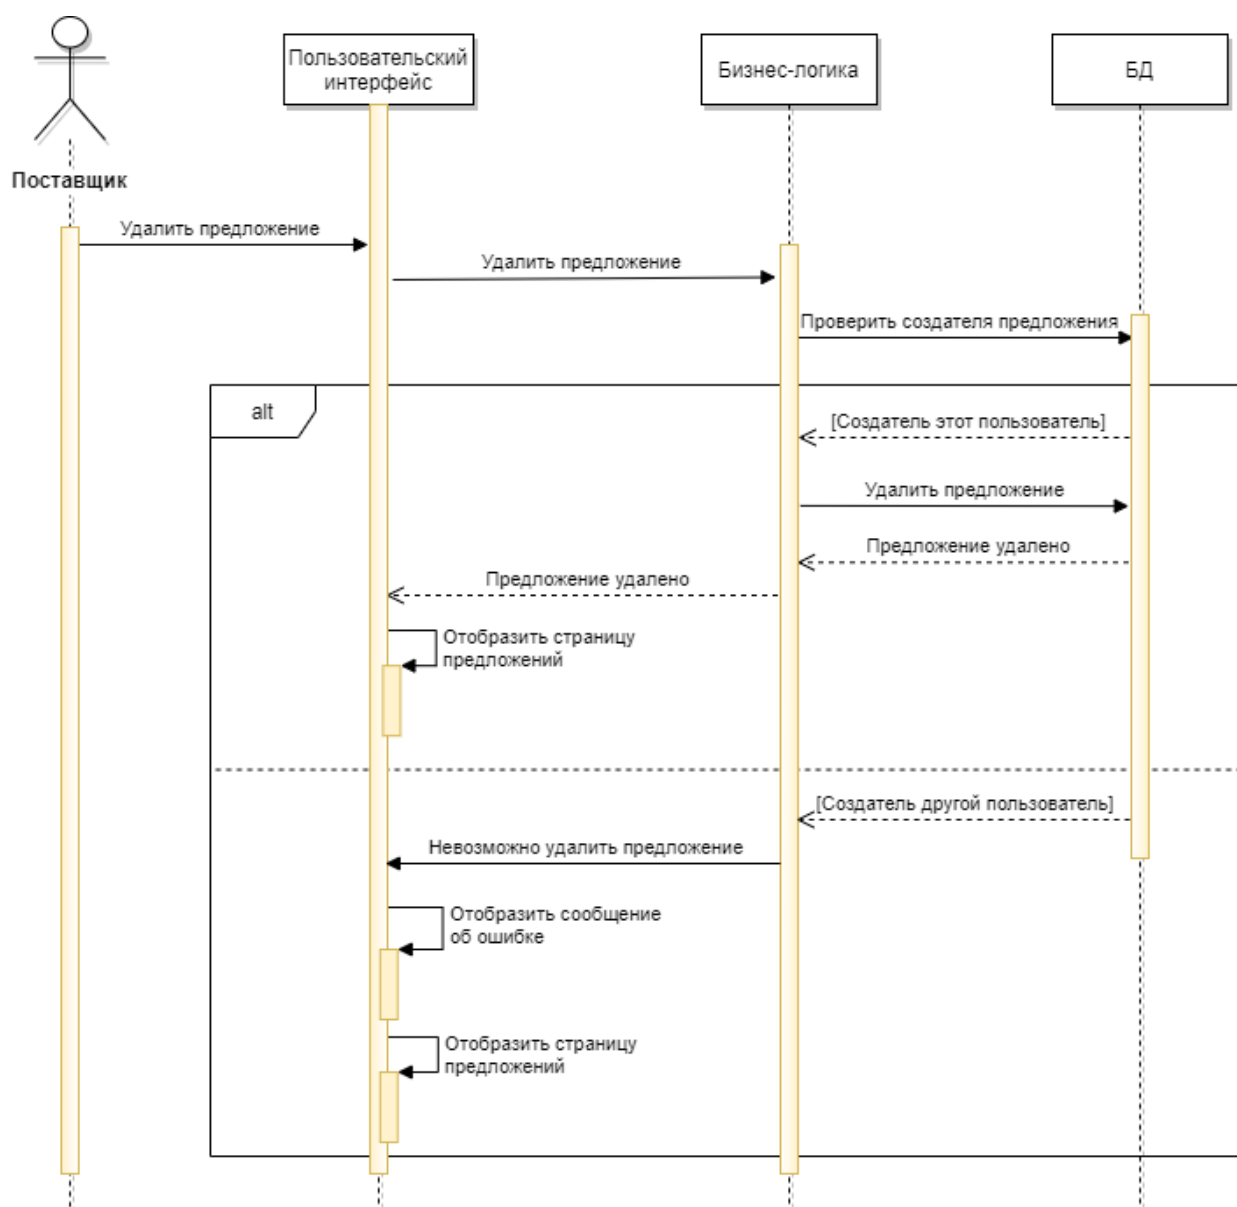 Пользовательский
интерфейс
Бизнес-логика
БД
Поставщик
Удалить предложение
Удалить предложение
Проверить создателя предложения
alt
[Создатель этот пользователь]
Удалить предложение
Предложение удалено
Предложение удалено
Отобразить страницу
предложений
[Создатель другой пользователь]
Невозможно удалить предложение
Отобразить сообщение
об ошибке
Отобразить страницу
предложений